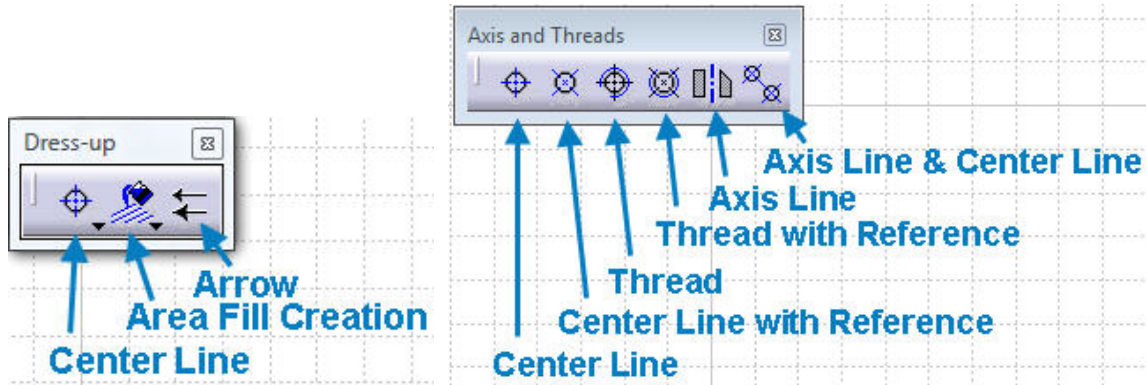 Dress-up
Arrow
Area Fill Creation
Center Line
Axis and Threads
Axis Line & Center Line
Axis Line
Thread with Reference
Thread
Center Line with Reference
Center Line